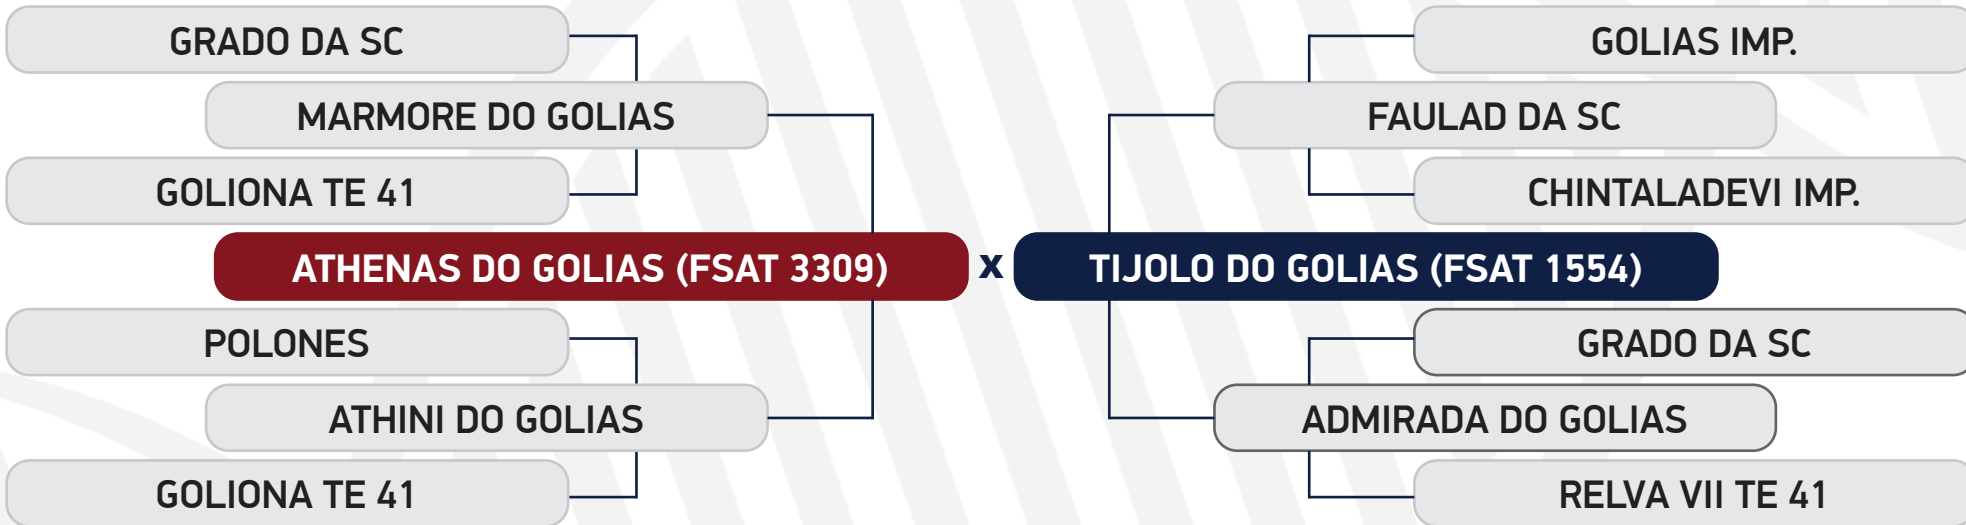 GRADO DA SC
MARMORE DO GOLIAS
GOLIONA TE 41
ATHENAS DO GOLIAS (FSAT 3309)
POLONES
ATHINI DO GOLIAS
GOLIONA TE 41
x
GOLIAS IMP.
FAULAD DA SC
CHINTALADEVI IMP.
TIJOLO DO GOLIAS (FSAT 1554)
GRADO DA SC
ADMIRADA DO GOLIAS
RELVA VII TE 41